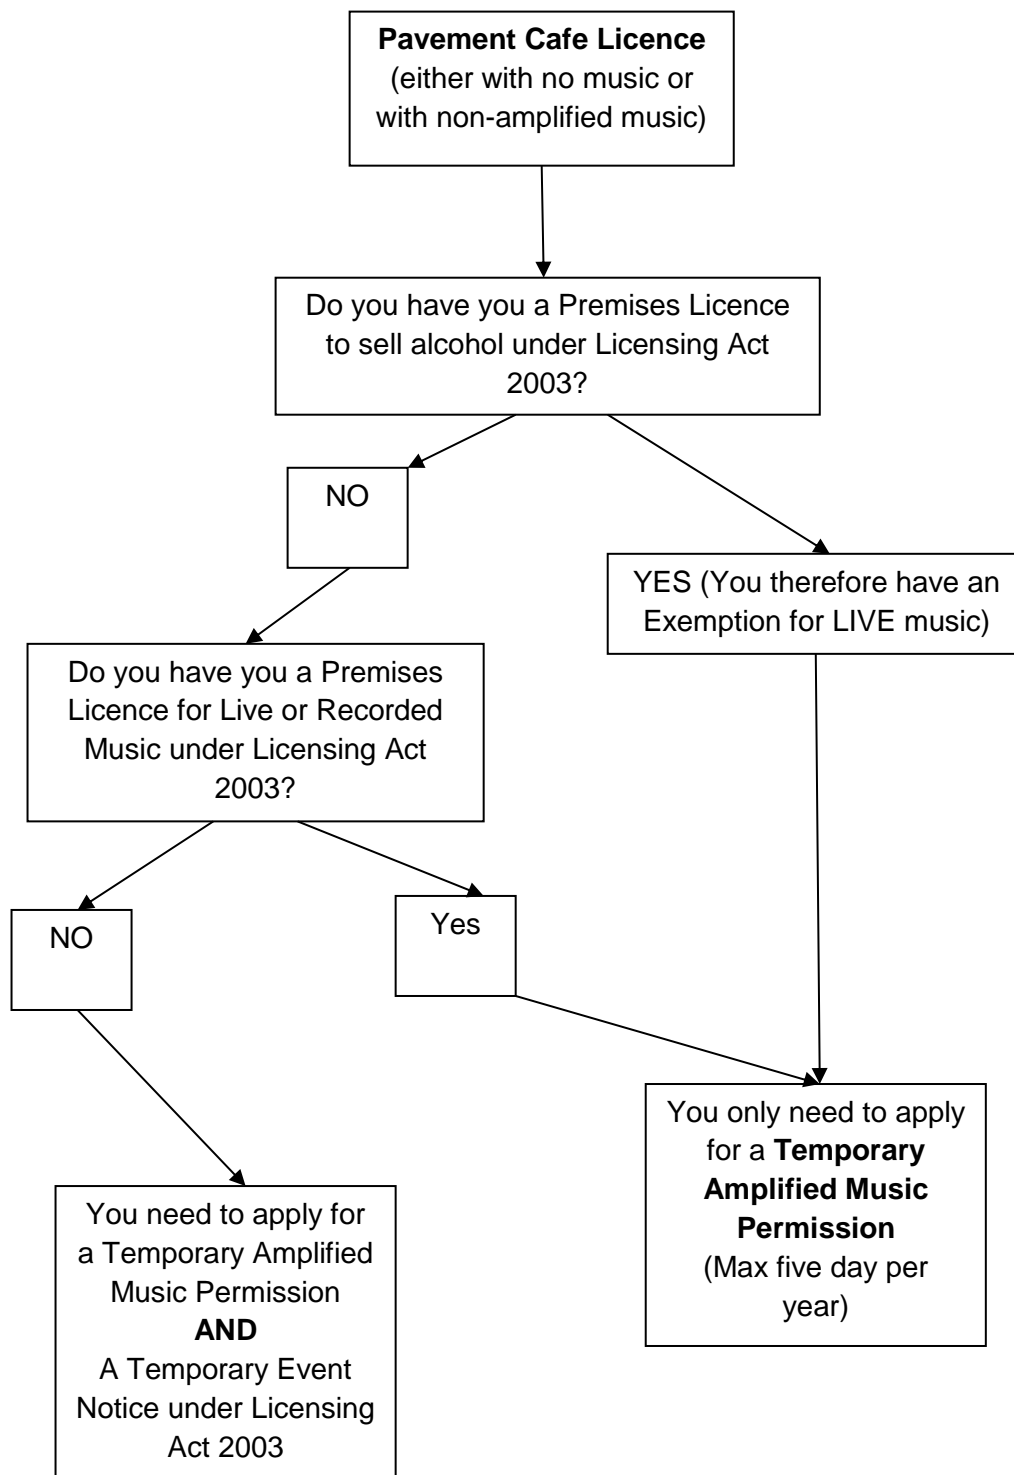 Pavement Cafe Licence
(either with no music or
with non-amplified music)
Do you have you a Premises Licence
to sell alcohol under Licensing Act
2003?
NO
YES (You therefore have an
Exemption for LIVE music)
Do you have you a Premises
Licence for Live or Recorded
Music under Licensing Act
2003?
NO
Yes
You only need to apply
for a Temporary
Amplified Music
Permission
(Max five day per
year)
You need to apply for
a Temporary Amplified
Music Permission
AND
A Temporary Event
Notice under Licensing
Act 2003